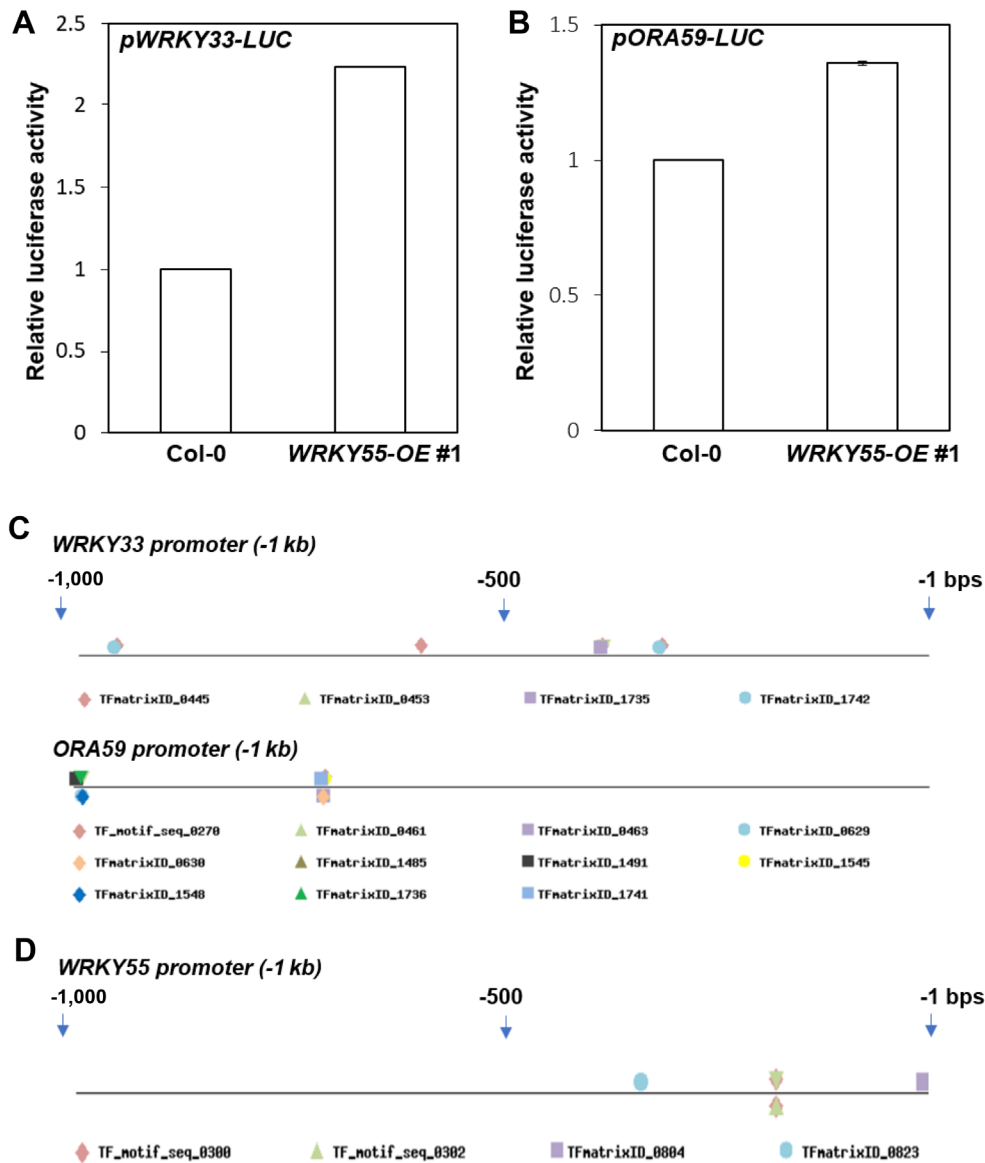 A
pWRKY33-LUC
Relative luciferase activity
2.5
2
1.5
1
0.5
0
Col-0 WRKY55-OE #1
B
pORA59-LUC
Relative luciferase activity
1.5
1
0.5
0
Col-0 WRKY55-OE #1
C
WRKY33 promoter (-1 kb)
-1,000 -500 -1 bps
TFmatrixID_0445 TFmatrixID_0453 TFmatrixID_1735 TFmatrixID_1742
ORA59 promoter (-1 kb)
TF_motif_seq_0270 TFmatrixID_0461 TFmatrixID_0463 TFmatrixID_0629
TFmatrixID_0630 TFmatrixID_1485 TFmatrixID_1491 TFmatrixID_1545
TFmatrixID_1548 TFmatrixID_1736 TFmatrixID_1741
D
WRKY55 promoter (-1 kb)
-1,000 -500 -1 bps
TF_motif_seq_0300 TF_motif_seq_0302 TFmatrixID_0804 TFmatrixID_0823